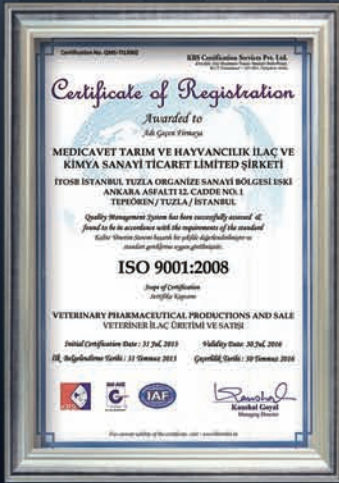 KBS Certification Services Pvt. Ltd.
Certificate of Registration
Awarded to
Adı Geçen Firmaya
MEDICAVET TARIM VE HAYVANCILIK İLAÇ VE
KİMYA SANAYİ TİCARET LİMİTED ŞİRKETİ
İTOSB İSTANBUL TUZLA ORGANİZE SANAYİ BÖLGESİ ESKİ
ANKARA ASFALTI 12. CADDE NO. 1
TEPEÖREN / TUZLA / İSTANBUL
Quality Management System has been successfully assessed &
found to be in accordance with the requirements of the standard
ISO 9001:2008
Scope of Certification
Sertifika Kapsamı
VETERINARY PHARMACEUTICAL PRODUCTIONS AND SALE
VETERİNER İLAÇ ÜRETİMİ VE SATIŞI
Initial Certification Date : 31 Jul, 2013 Validity Date: 30 Jul, 2016
İlk Belgelendirme Tarihi : 31 Temmuz 2013 Geçerlilik Tarihi : 30 Temmuz 2016
KBS
IAF
Kaushal Goyal
Managing Director